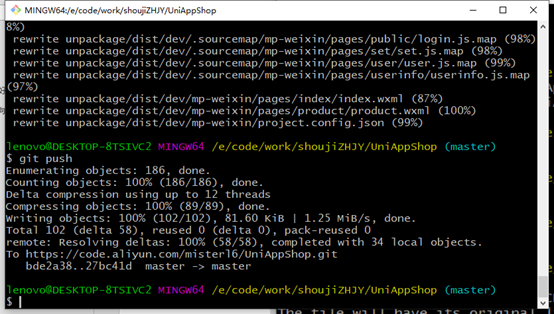 MINGW64:/e/code/work/shoujiZHJY/UniAppShop
8%)
rewrite unpackage/dist/dev/.sourcemap/mp-weixin/pages/public/login.js.map (98%)
rewrite unpackage/dist/dev/.sourcemap/mp-weixin/pages/set/set.js.map (98%)
rewrite unpackage/dist/dev/.sourcemap/mp-weixin/pages/user/user.js.map (99%)
rewrite unpackage/dist/dev/.sourcemap/mp-weixin/pages/userinfo/userinfo.js.map
(97%)
rewrite unpackage/dist/dev/mp-weixin/pages/index/index.wxml (87%)
rewrite unpackage/dist/dev/mp-weixin/pages/product/product.wxml (100%)
rewrite unpackage/dist/dev/mp-weixin/project.config.json (99%)
lenovo@DESKTOP-8TSIVC2 MINGW64 /e/code/work/shoujiZHJY/UniAppShop (master)
$ git push
Enumerating objects: 186, done.
Counting objects: 100% (186/186), done.
Delta compression using up to 12 threads
Compressing objects: 100% (89/89), done.
Writing objects: 100% (102/102), 81.60 KiB | 1.25 MiB/s, done.
Total 102 (delta 58), reused 0 (delta 0), pack-reused 0
remote: Resolving deltas: 100% (58/58), completed with 34 local objects.
To https://code.aliyun.com/misterl6/UniAppShop.git
bde2a38..27bc41d master -> master
lenovo@DESKTOP-8TSIVC2 MINGW64 /e/code/work/shoujiZHJY/UniAppShop (master)
$
The file will have its original